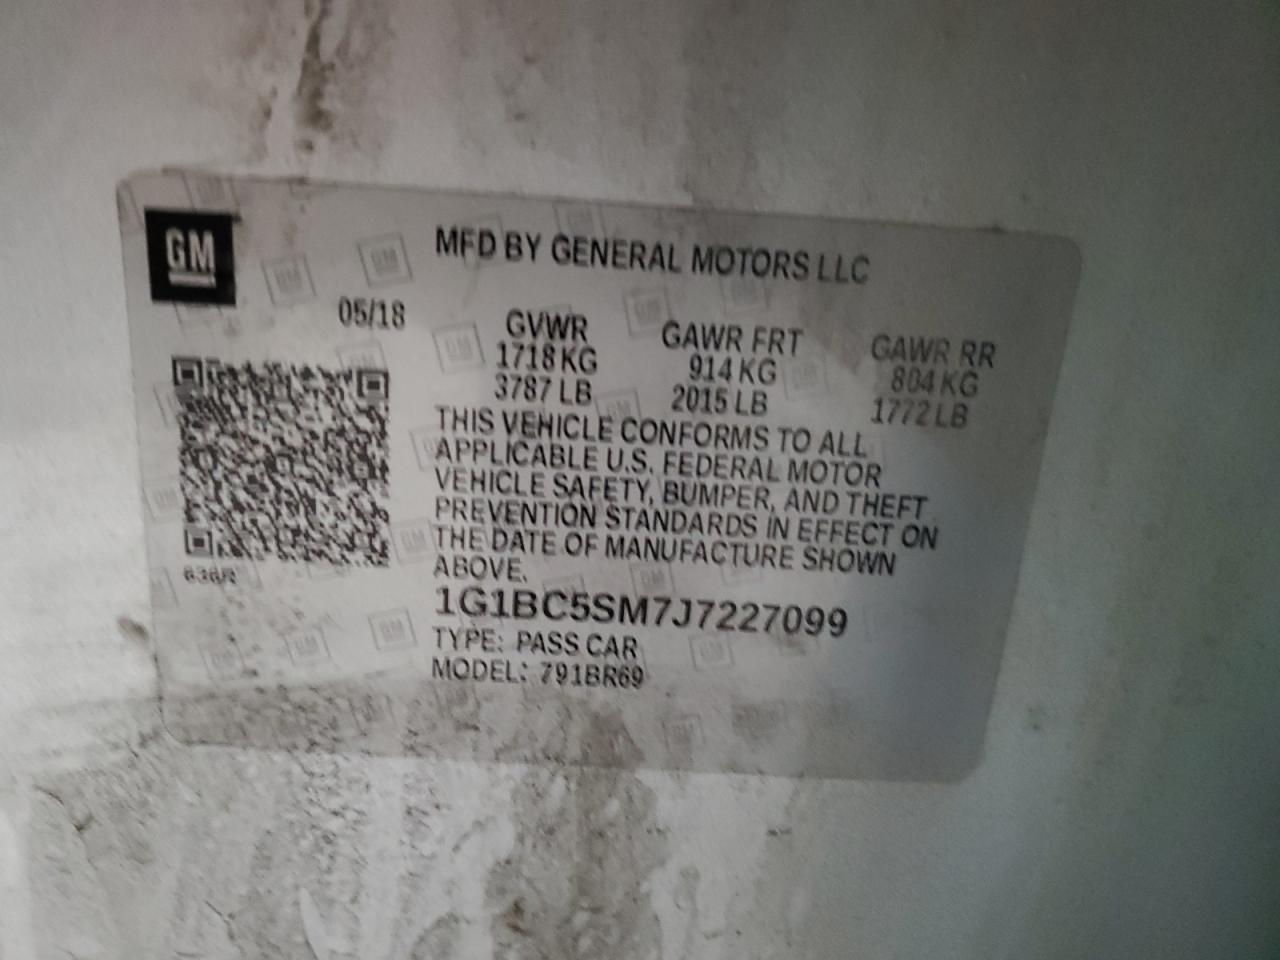 GM
MFD BY GENERAL MOTORS LLC
05/18
GVWR GAWR FRT GAWR RR
1718 KG 914 KG 804 KG
3787 LB 2015 LB 1772 LB
THIS VEHICLE CONFORMS TO ALL
APPLICABLE U.S. FEDERAL MOTOR
VEHICLE SAFETY, BUMPER, AND THEFT
PREVENTION STANDARDS IN EFFECT ON
THE DATE OF MANUFACTURE SHOWN
ABOVE.
1G1BC5SM7J7227099
TYPE: PASS CAR
MODEL: 791BR69